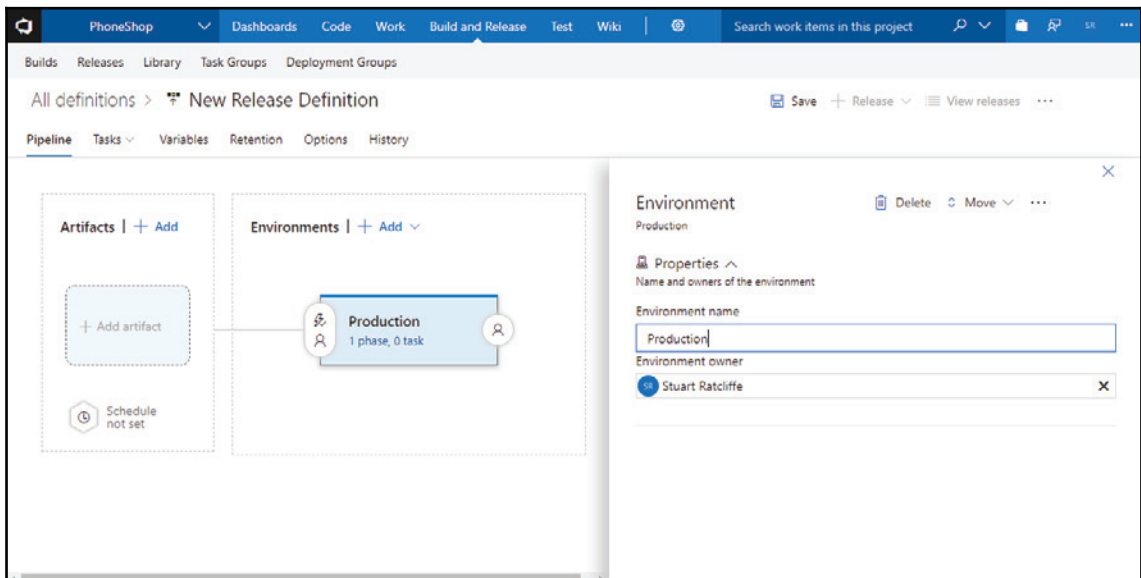 PhoneShop Dashboards Code Work Build and Release Test Wiki Search work items in this project SR
Builds Releases Library Task Groups Deployment Groups
All definitions > New Release Definition Save + Release View releases ...
Pipeline Tasks Variables Retention Options History
Artifacts | + Add
+ Add artifact
Schedule
not set
Environments | + Add
Production
1 phase, 0 task
Environment Delete Move ...
Production
Properties
Name and owners of the environment
Environment name
Production
Environment owner
SR Stuart Ratcliffe